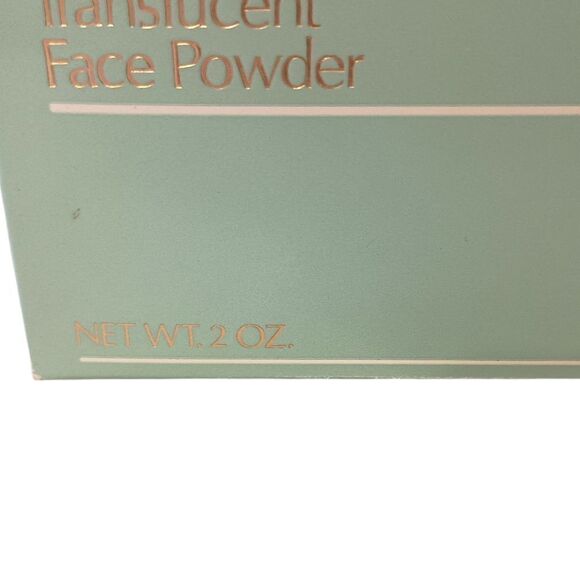 Translucent
Face Powder
NET WT. 2 OZ.